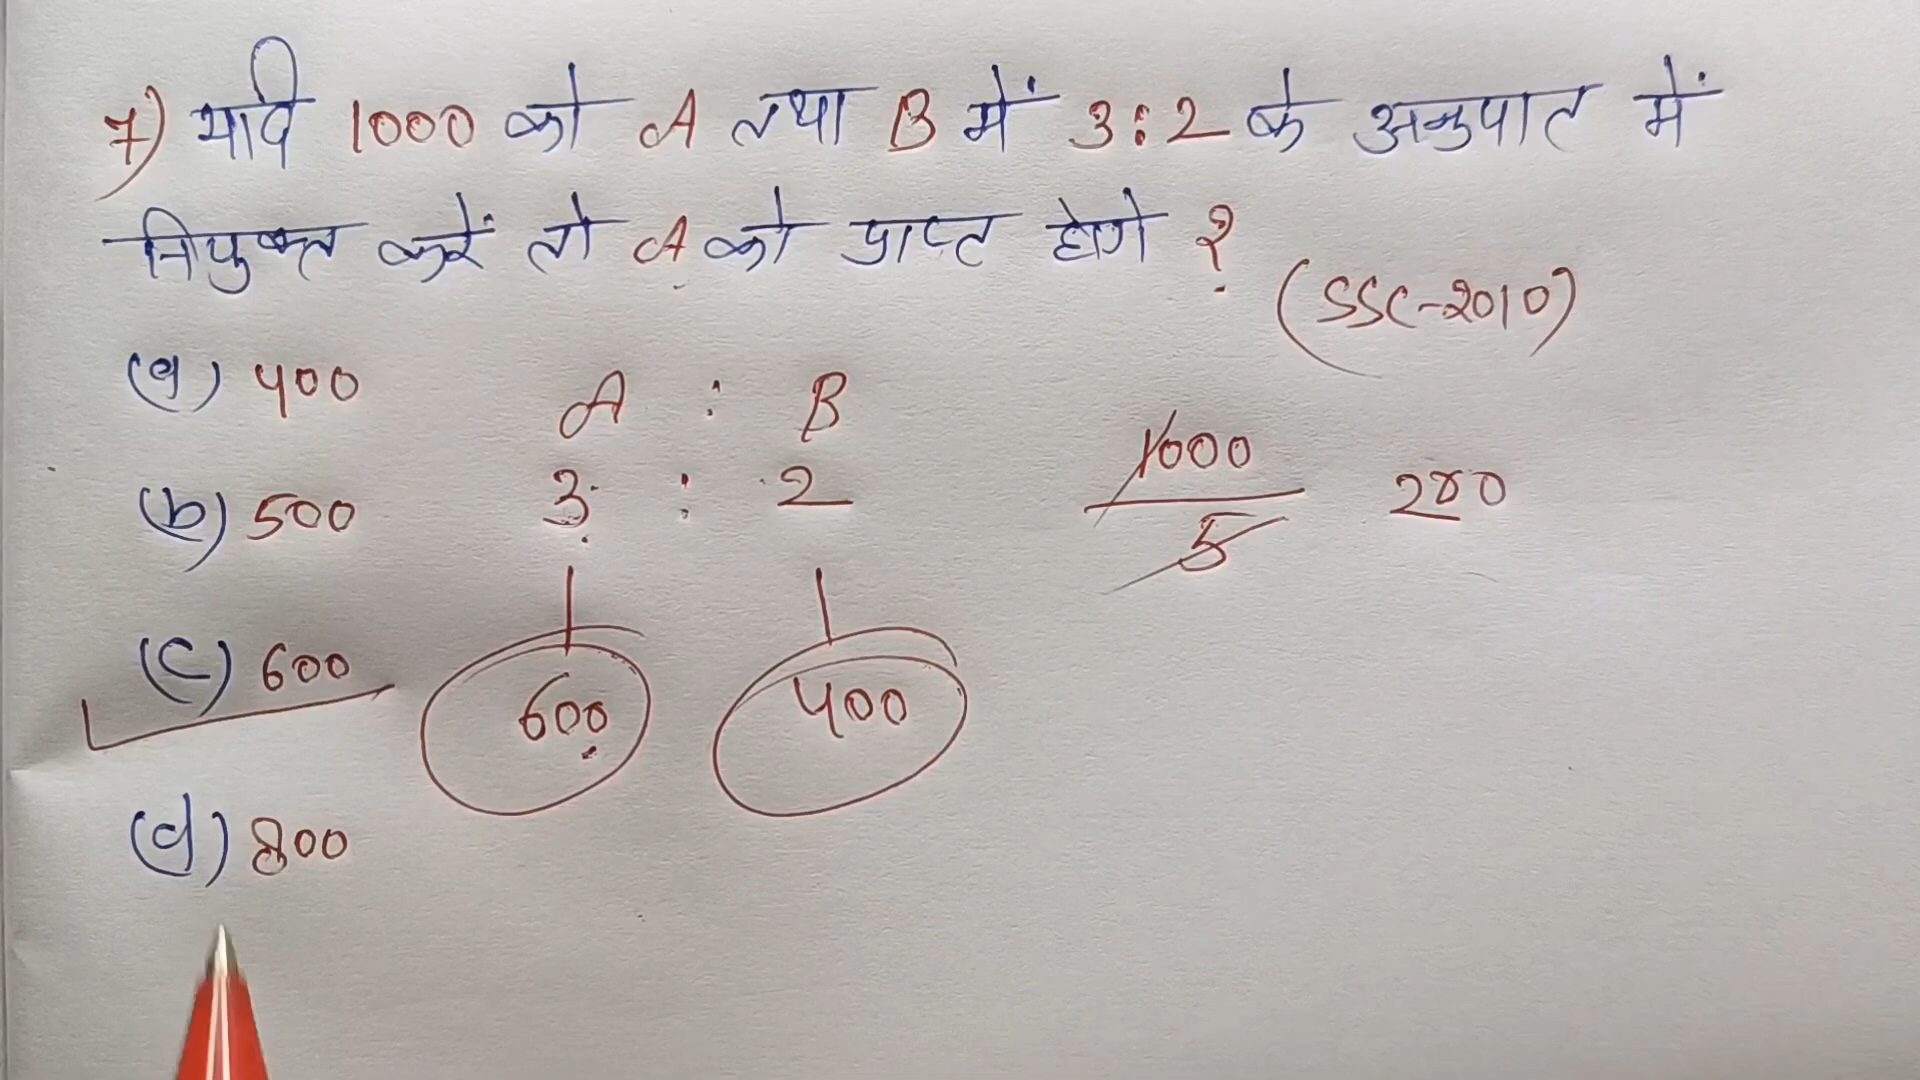 7) यदि 1000 को A तथा B में 3:2 के अनुपात में
नियुक्त करें तो A को प्राप्त होगे ?
(SSC-2010)
(a) 400
(b) 500
(c) 600
(d) 800
A : B
3 : 2
600 400
1000
5
200